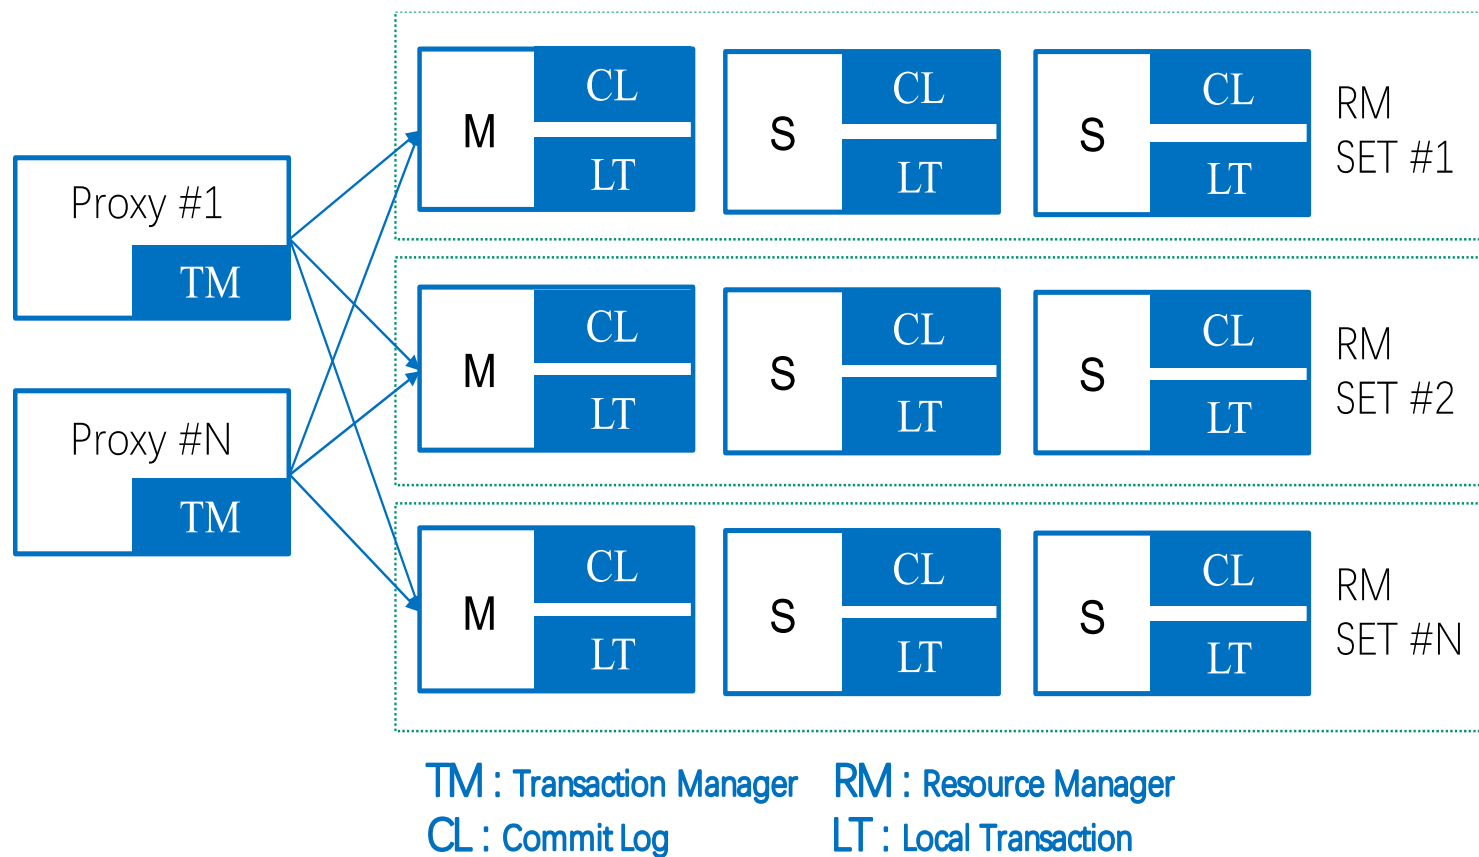 Proxy #1
TM
Proxy #N
TM
M
CL
LT
S
CL
LT
S
CL
LT
RM
SET #1
M
CL
LT
S
CL
LT
S
CL
LT
RM
SET #2
M
CL
LT
S
CL
LT
S
CL
LT
RM
SET #N
TM : Transaction Manager
RM : Resource Manager
CL : Commit Log
LT : Local Transaction